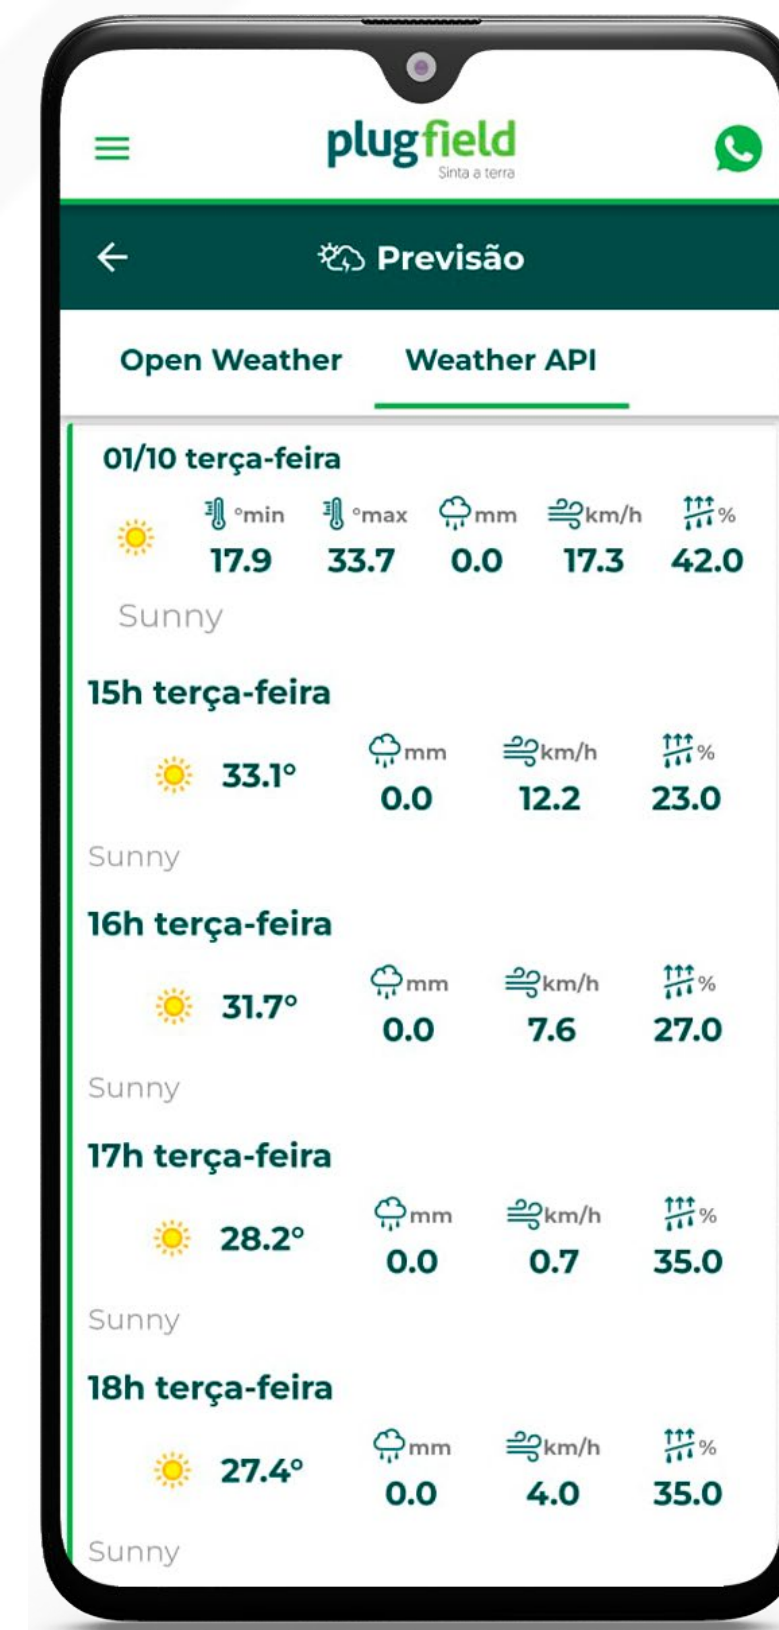 plugfield
Sinta a terra
Previsão
Open Weather Weather API
01/10 terça-feira
°min °max mm km/h %
17.9 33.7 0.0 17.3 42.0
Sunny
15h terça-feira
mm km/h %
33.1° 0.0 12.2 23.0
Sunny
16h terça-feira
mm km/h %
31.7° 0.0 7.6 27.0
Sunny
17h terça-feira
mm km/h %
28.2° 0.0 0.7 35.0
Sunny
18h terça-feira
mm km/h %
27.4° 0.0 4.0 35.0
Sunny